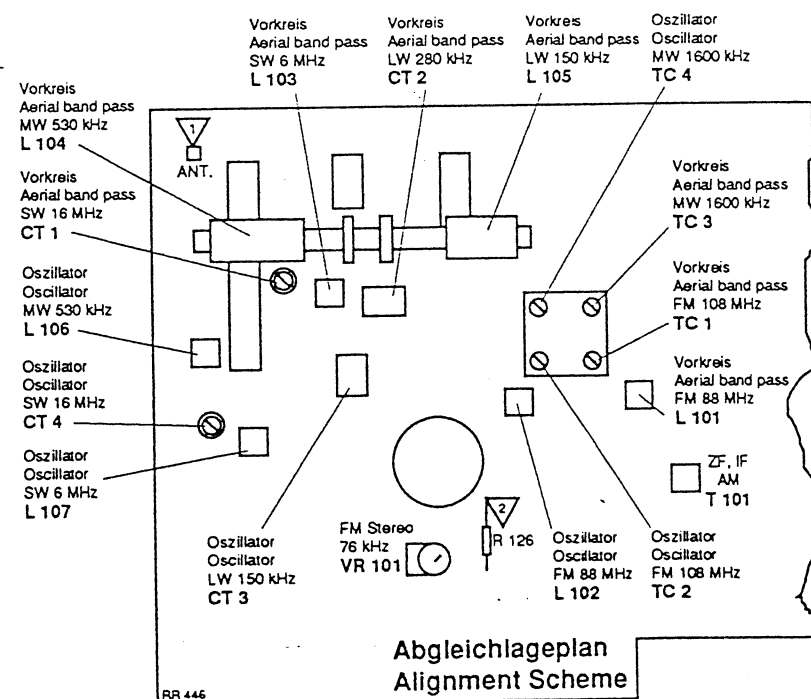 Vorkreis
Aerial band pass
SW 6 MHz
L 103
Vorkreis
Aerial band pass
LW 280 kHz
CT 2
Vorkreis
Aerial band pass
LW 150 kHz
L 105
Oszillator
Oscillator
MW 1600 kHz
TC 4
Vorkreis
Aerial band pass
MW 530 kHz
L 104
1
ANT.
Vorkreis
Aerial band pass
SW 16 MHz
CT 1
Vorkreis
Aerial band pass
MW 1600 kHz
TC 3
Oszillator
Oscillator
MW 530 kHz
L 106
Vorkreis
Aerial band pass
FM 108 MHz
TC 1
Oszillator
Oscillator
SW 16 MHz
CT 4
Vorkreis
Aerial band pass
FM 88 MHz
L 101
Oszillator
Oscillator
SW 6 MHz
L 107
ZF, IF
AM
T 101
Oszillator
Oscillator
LW 150 kHz
CT 3
FM Stereo
76 kHz
VR 101
2
R 126
Oszillator
Oscillator
FM 88 MHz
L 102
Oszillator
Oscillator
FM 108 MHz
TC 2
Abgleichlageplan
Alignment Scheme
BR 446